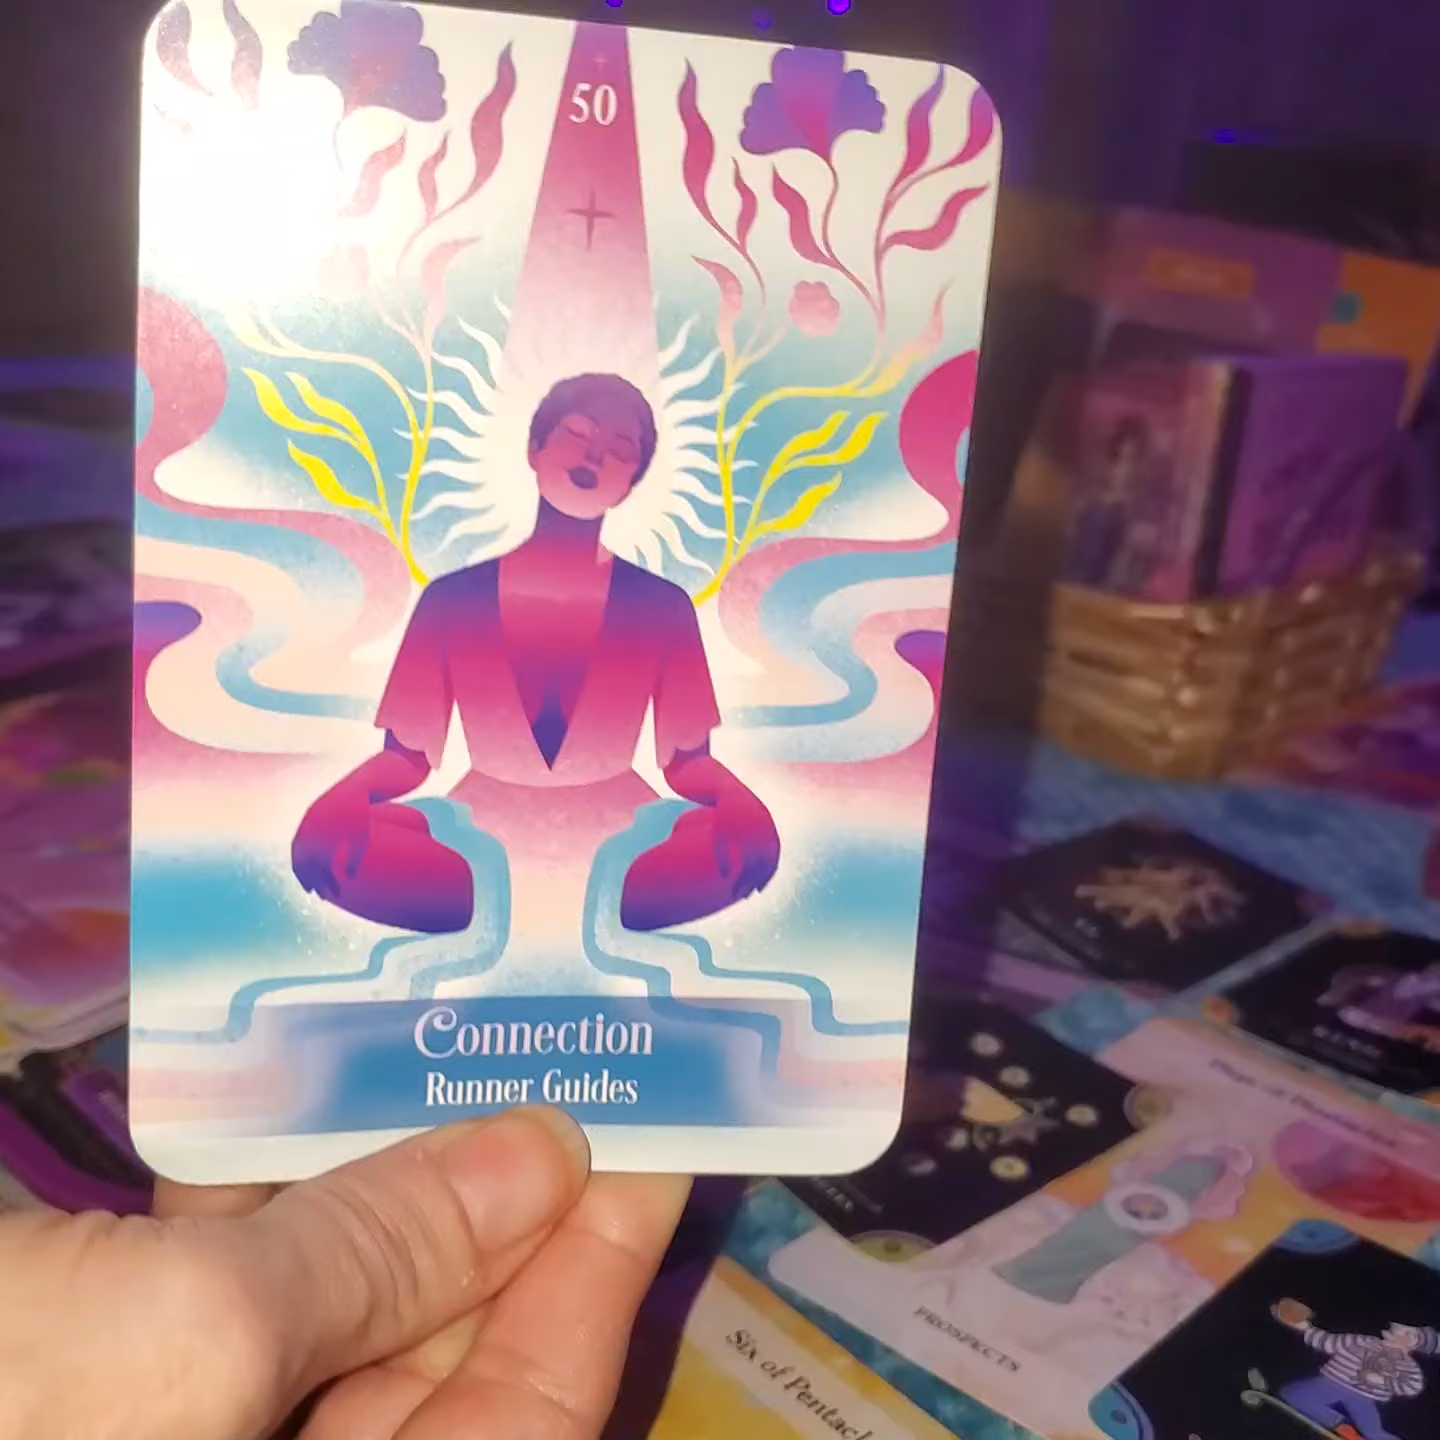 50
Connection
Runner Guides
PROSPECTS
Six of Pentacl